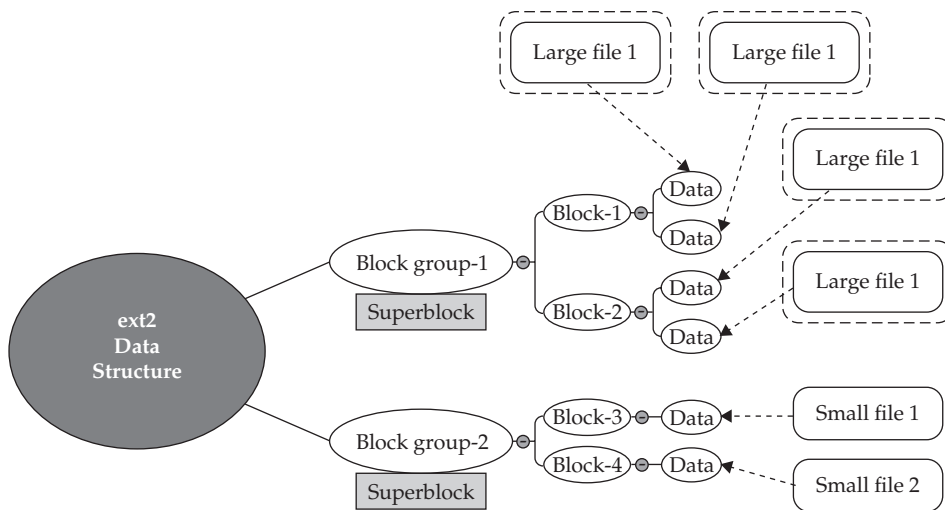 Large file 1
Large file 1
Large file 1
Data
Block-1
Data
Block group-1
Data
Large file 1
Superblock
Block-2
ext2
Data
Structure
Data
Block-3
Data
Small file 1
Block group-2
Block-4
Data
Superblock
Small file 2